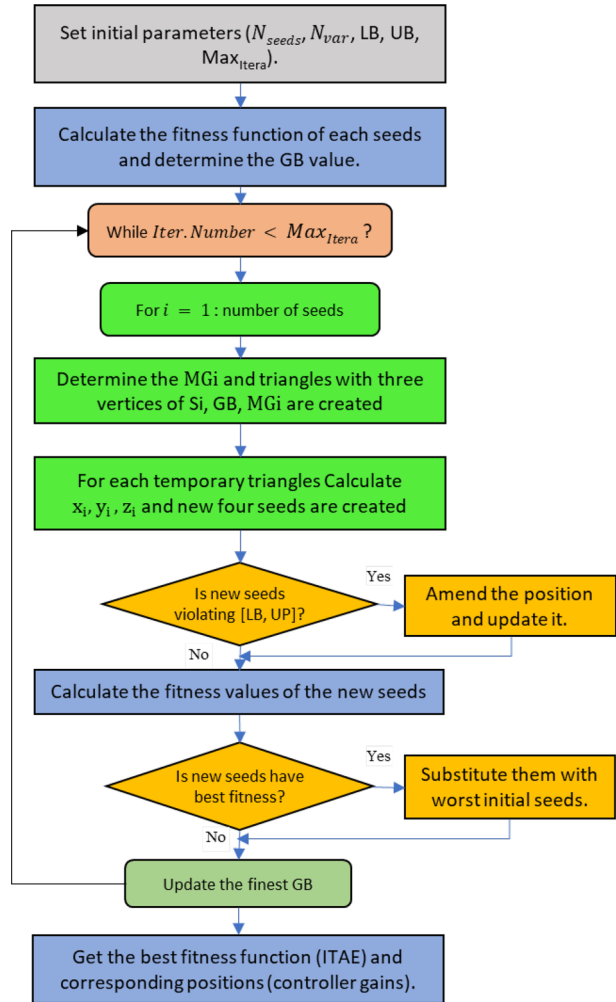 Set initial parameters (N_seeds, N_var, LB, UB,
Max_Itera).
Calculate the fitness function of each seeds
and determine the GB value.
While Iter.Number < Max_Itera ?
For i = 1 : number of seeds
Determine the MGi and triangles with three
vertices of Si, GB, MGi are created
For each temporary triangles Calculate
x_i, y_i , z_i and new four seeds are created
Is new seeds
violating [LB, UP]?
Yes
Amend the position
and update it.
No
Calculate the fitness values of the new seeds
Is new seeds have
best fitness?
Yes
Substitute them with
worst initial seeds.
No
Update the finest GB
Get the best fitness function (ITAE) and
corresponding positions (controller gains).